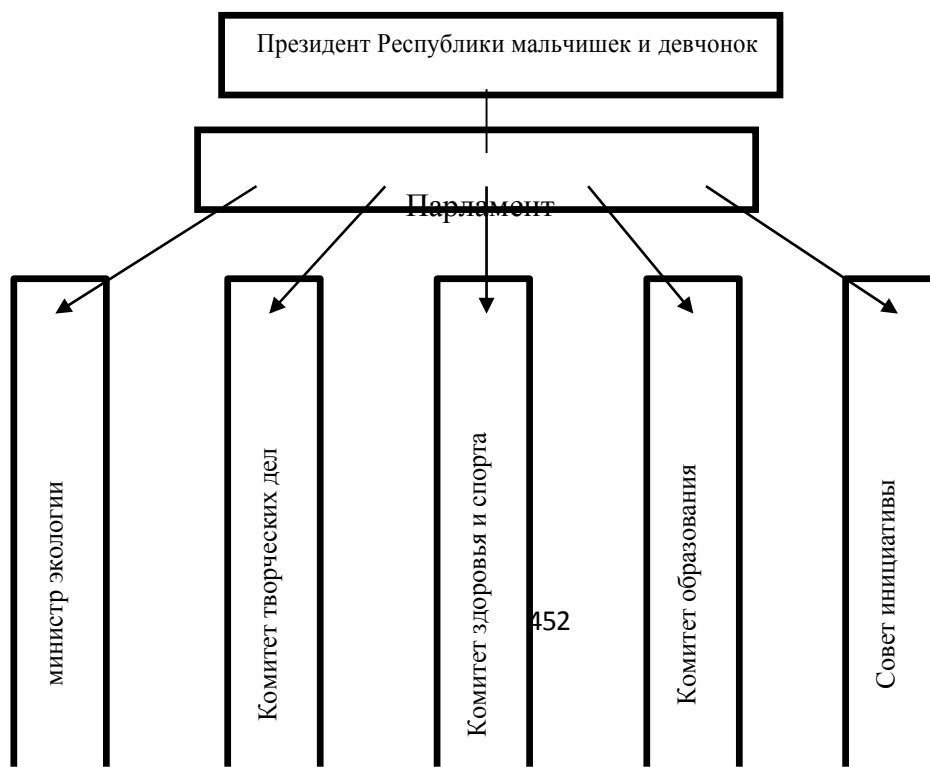 Президент Республики мальчишек и девчонок
Парламент
министр экологии
Комитет творческих дел
Комитет здоровья и спорта
Комитет образования
Совет инициативы
452